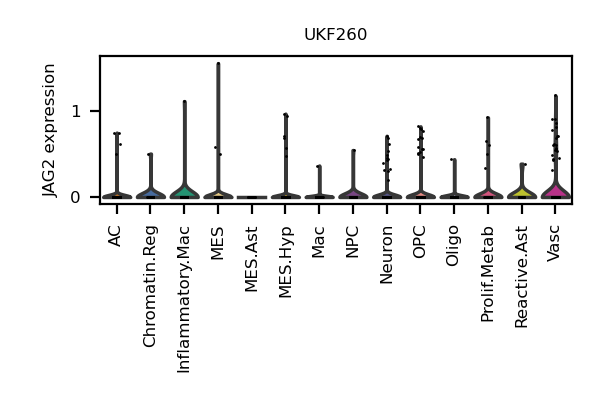 UKF260
JAG2 expression
1
0
AC
Chromatin.Reg
Inflammatory.Mac
MES
MES.Ast
MES.Hyp
Mac
NPC
Neuron
OPC
Oligo
Prolif.Metab
Reactive.Ast
Vasc